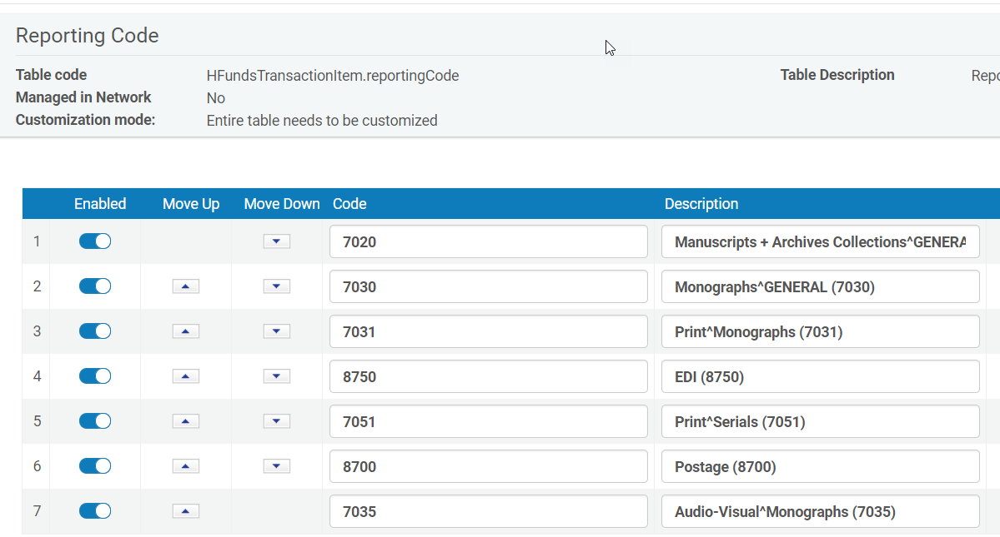 Reporting Code
Table code HFundsTransactionItem.reportingCode Table Description
Managed in Network No
Customization mode: Entire table needs to be customized
Enabled Move Up Move Down Code Description
1 7020 Manuscripts + Archives Collections^GENERA
2 7030 Monographs^GENERAL (7030)
3 7031 Print^Monographs (7031)
4 8750 EDI (8750)
5 7051 Print^Serials (7051)
6 8700 Postage (8700)
7 7035 Audio-Visual^Monographs (7035)